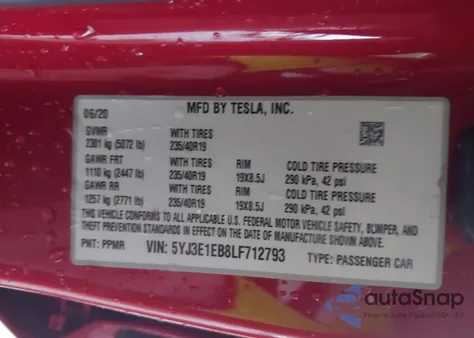 MFD BY TESLA, INC.
06/20
GVWR WITH TIRES
2301 kg (5072 lb) 235/40R19
GAWR FRT WITH TIRES RIM COLD TIRE PRESSURE
1110 kg (2447 lb) 235/40R19 19X8.5J 290 kPa, 42 psi
GAWR RR WITH TIRES RIM COLD TIRE PRESSURE
1257 kg (2771 lb) 235/40R19 19X8.5J 290 kPa, 42 psi
THIS VEHICLE CONFORMS TO ALL APPLICABLE U.S. FEDERAL MOTOR VEHICLE SAFETY, BUMPER, AND
THEFT PREVENTION STANDARDS IN EFFECT ON THE DATE OF MANUFACTURE SHOWN ABOVE.
PNT: PPMR VIN: 5YJ3E1EB8LF712793 TYPE: PASSENGER CAR
autoSnap